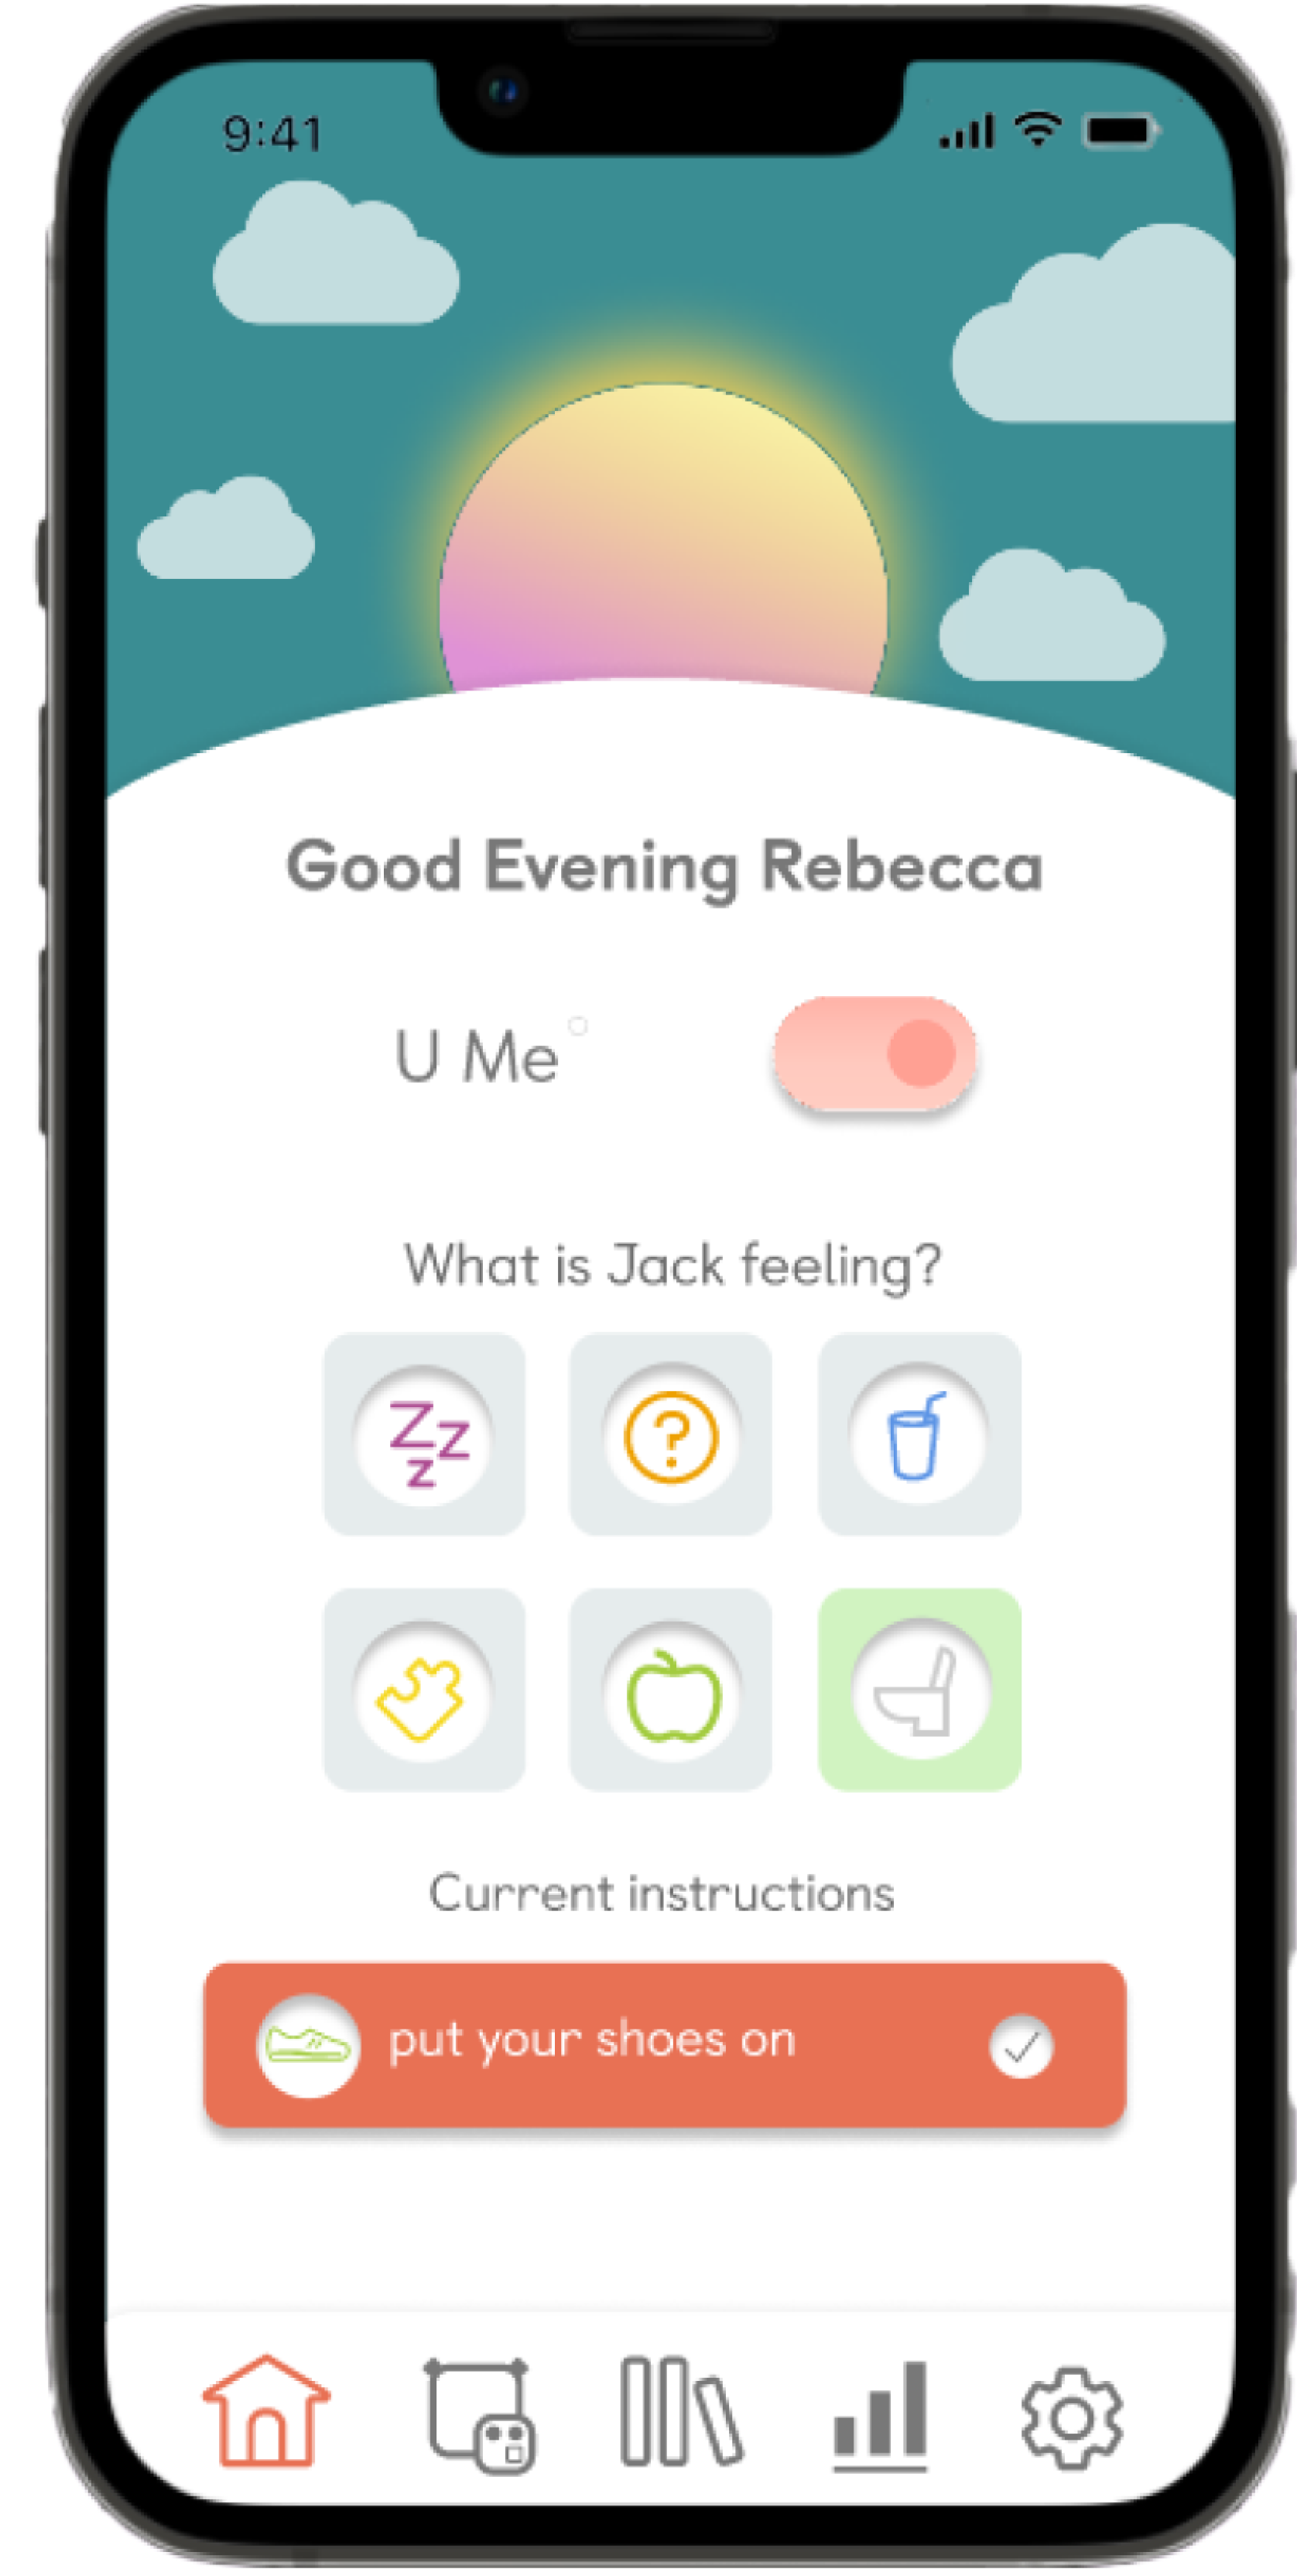 9:41
Good Evening Rebecca
U Me
What is Jack feeling?
Zzz
?
Current instructions
put your shoes on